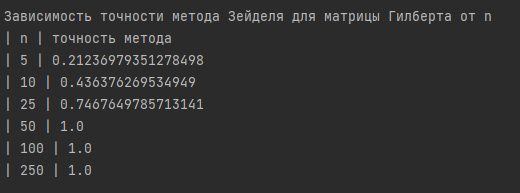 Зависимость точности метода Зейделя для матрицы Гилберта от n
| n | точность метода
| 5 | 0.21236979351278498
| 10 | 0.436376269534949
| 25 | 0.7467649785713141
| 50 | 1.0
| 100 | 1.0
| 250 | 1.0